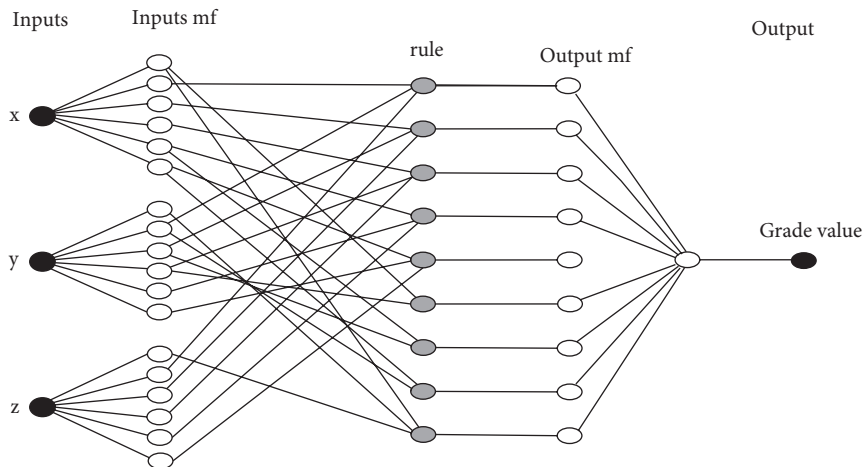 Inputs
Inputs mf
rule
Output mf
Output
x
y
z
Grade value